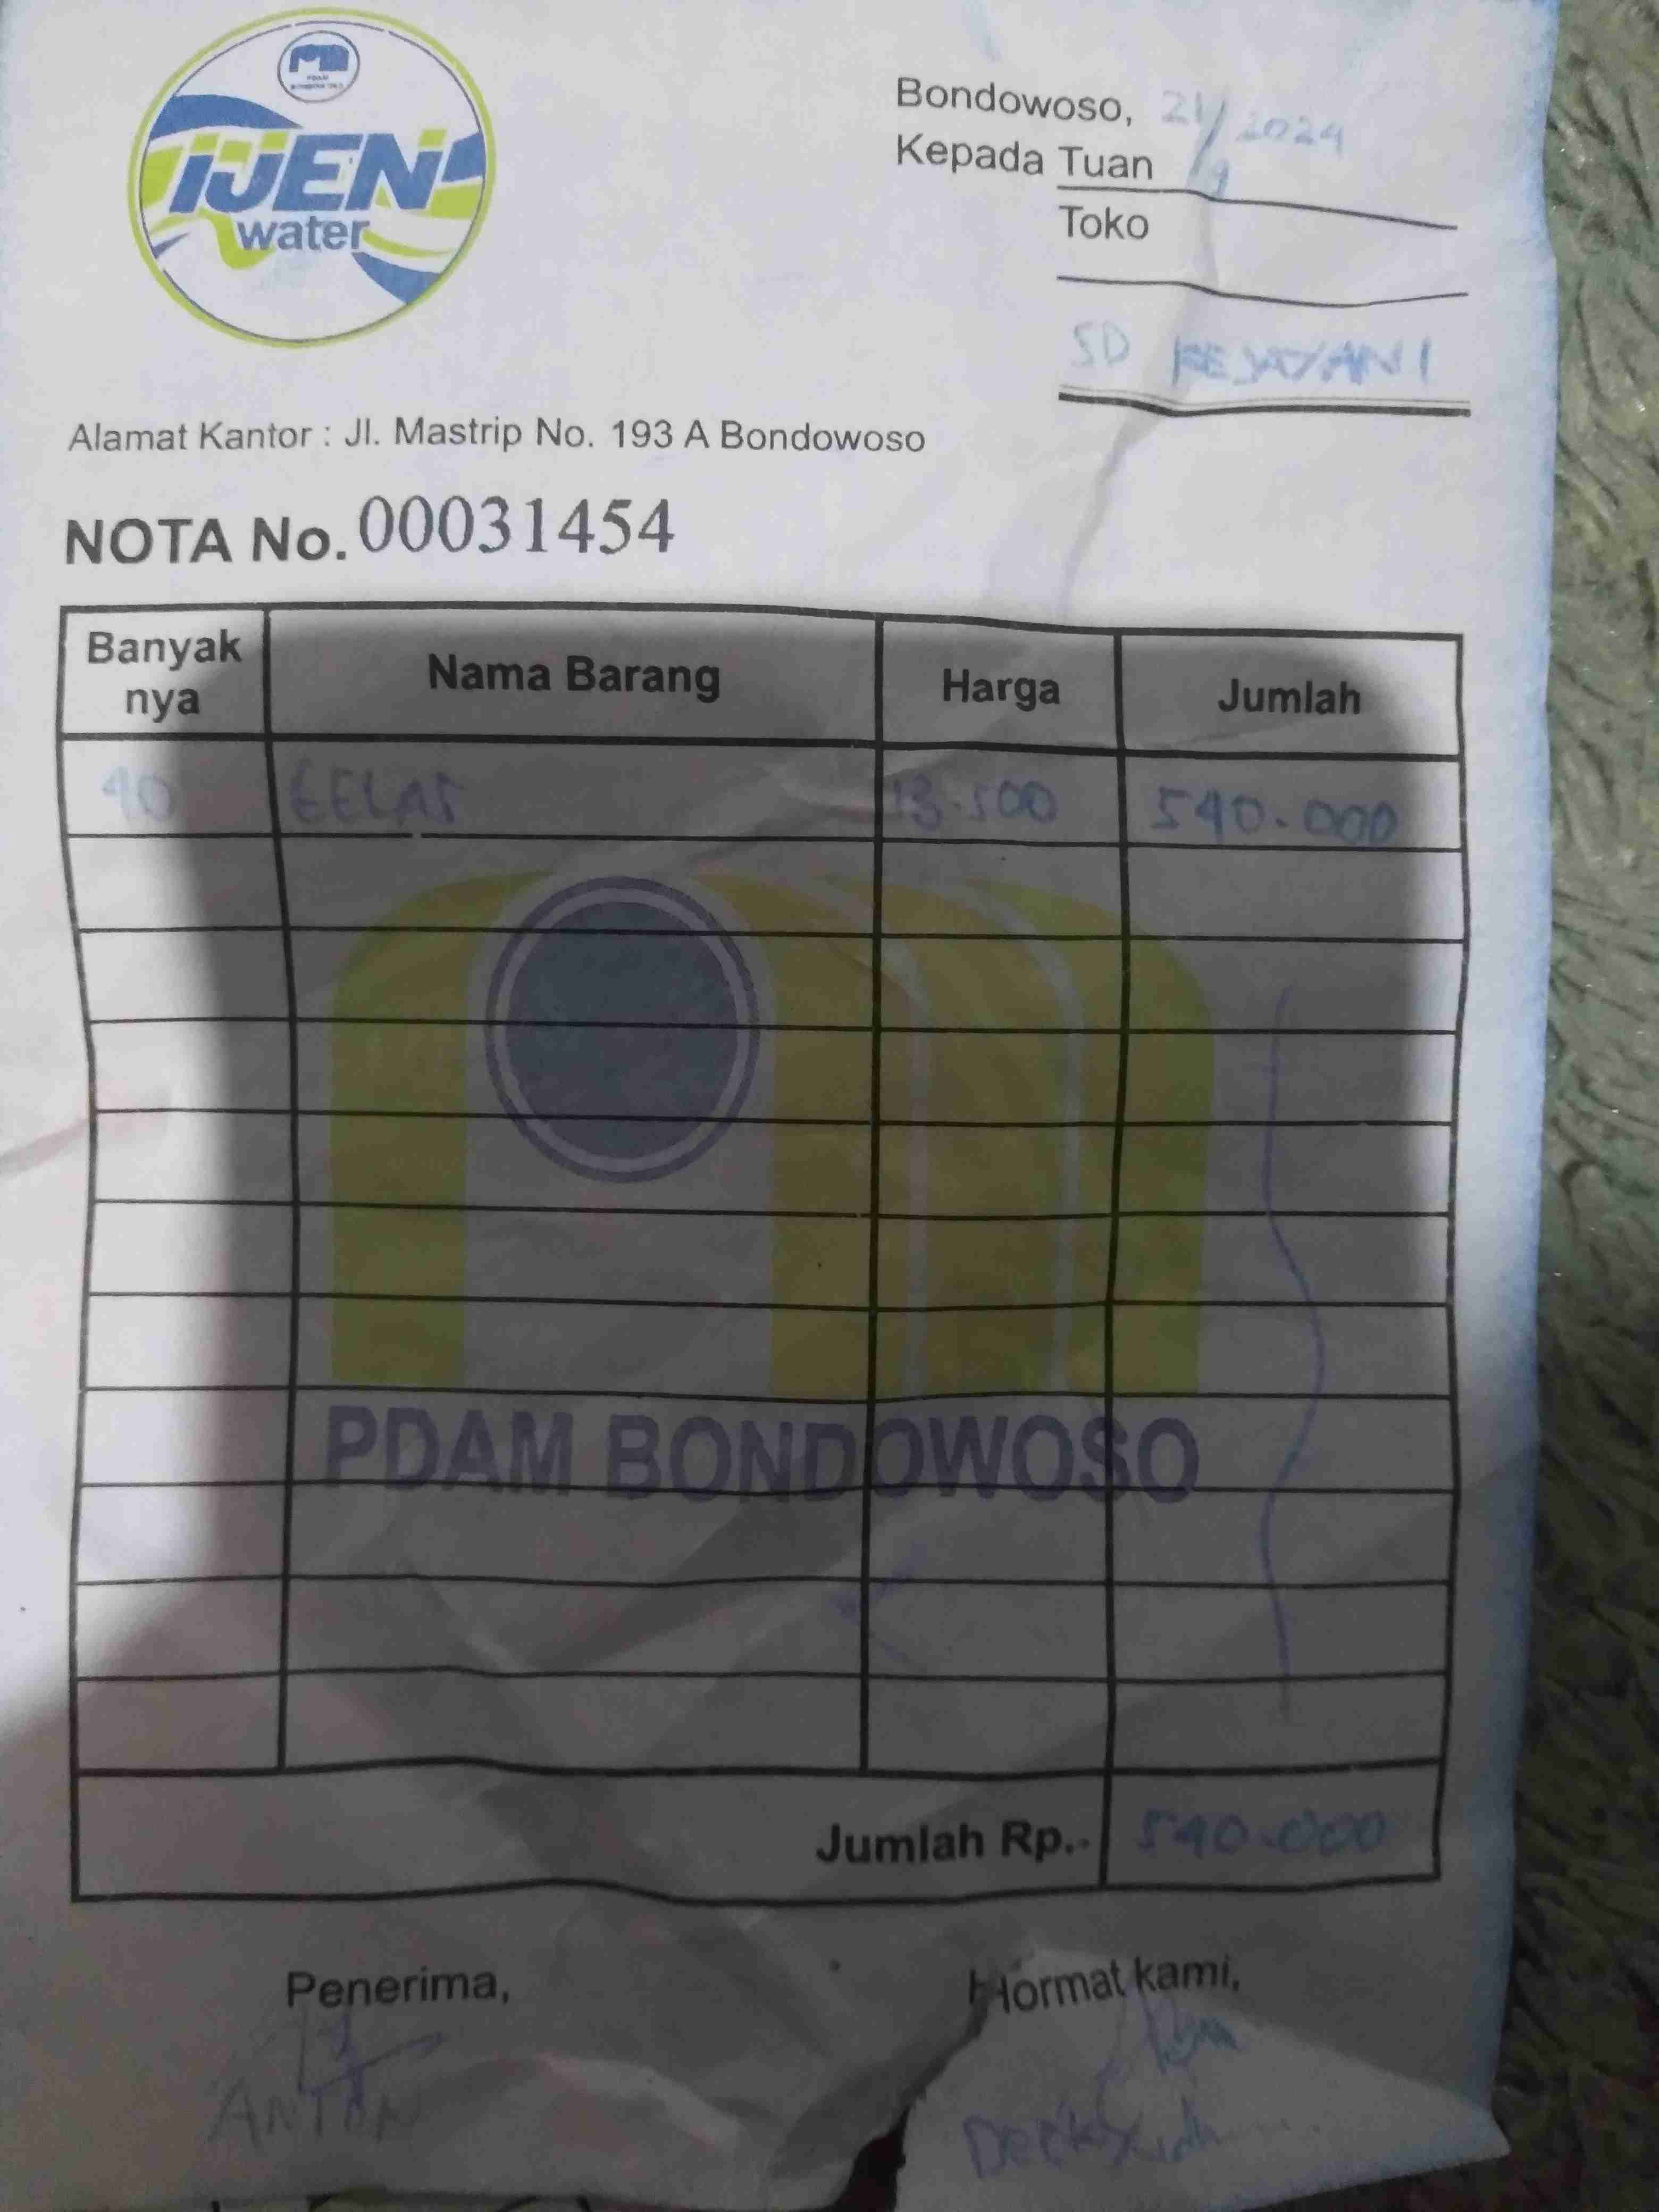 PDAM
IJEN
water
Bondowoso, 21/9 2024
Kepada Tuan
Toko
SD KEJAYAN 1
Alamat Kantor : Jl. Mastrip No. 193 A Bondowoso
NOTA No. 00031454
Banyak nya Nama Barang Harga Jumlah
40 GELAS 13.500 540.000
PDAM BONDOWOSO
Jumlah Rp.- 540.000
Penerima, Hormat kami,
ANTON